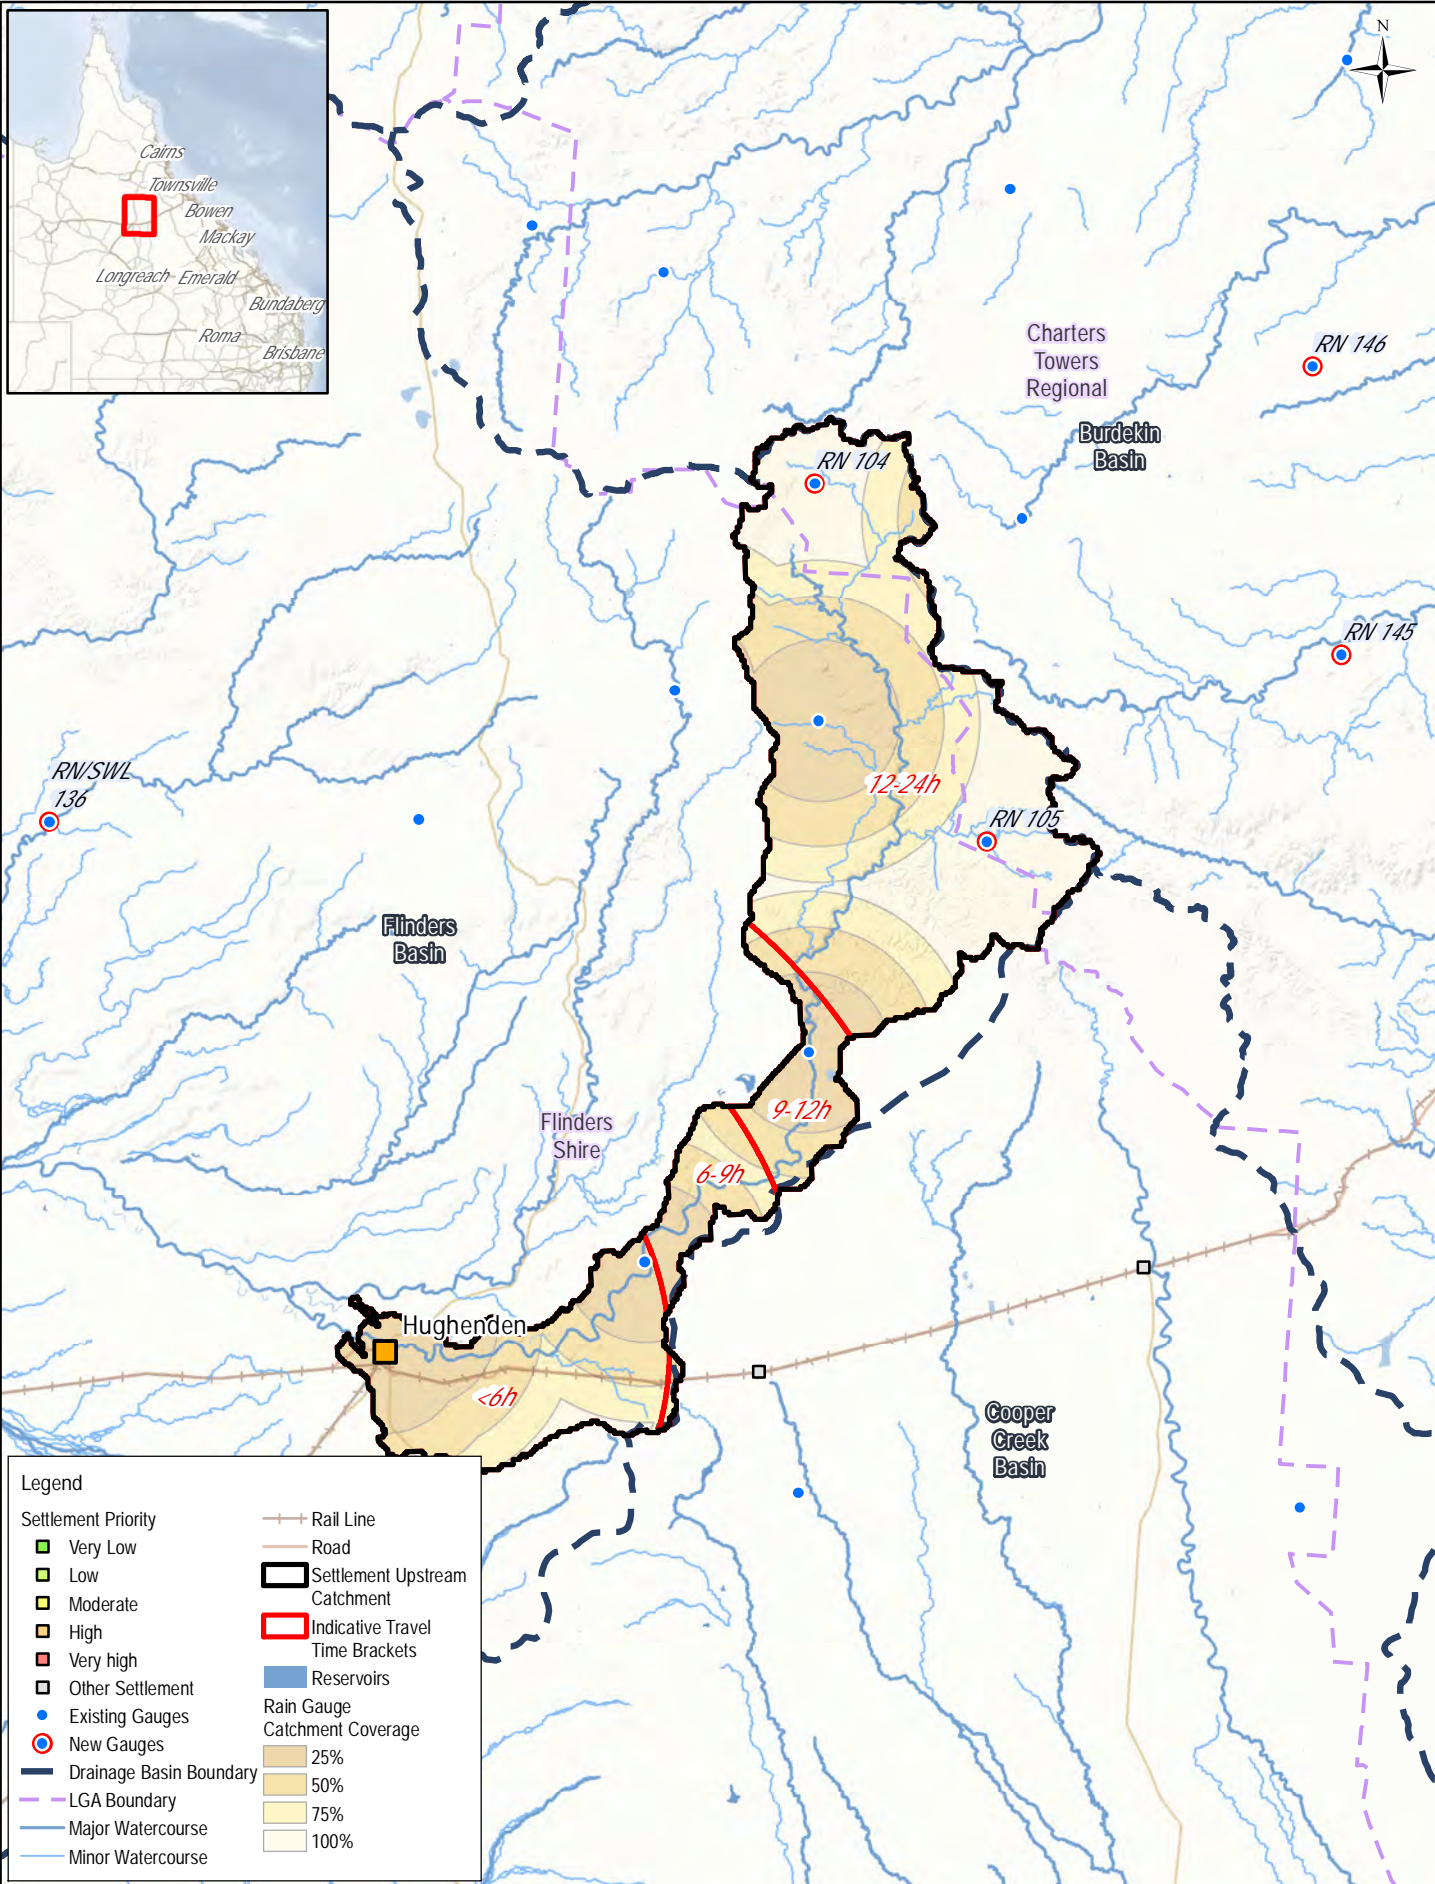 N
Cairns
Townsville
Bowen
Mackay
Longreach
Emerald
Bundaberg
Roma
Brisbane
Charters
Towers
Regional
RN 146
Burdekin
Basin
RN 104
RN 145
RN/SWL
136
12-24h
RN 105
Flinders
Basin
9-12h
Flinders
Shire
6-9h
Hughenden
<6h
Cooper
Creek
Basin
Legend
Settlement Priority
Very Low
Low
Moderate
High
Very high
Other Settlement
Existing Gauges
New Gauges
Drainage Basin Boundary
LGA Boundary
Major Watercourse
Minor Watercourse
Rail Line
Road
Settlement Upstream
Catchment
Indicative Travel
Time Brackets
Reservoirs
Rain Gauge
Catchment Coverage
25%
50%
75%
100%